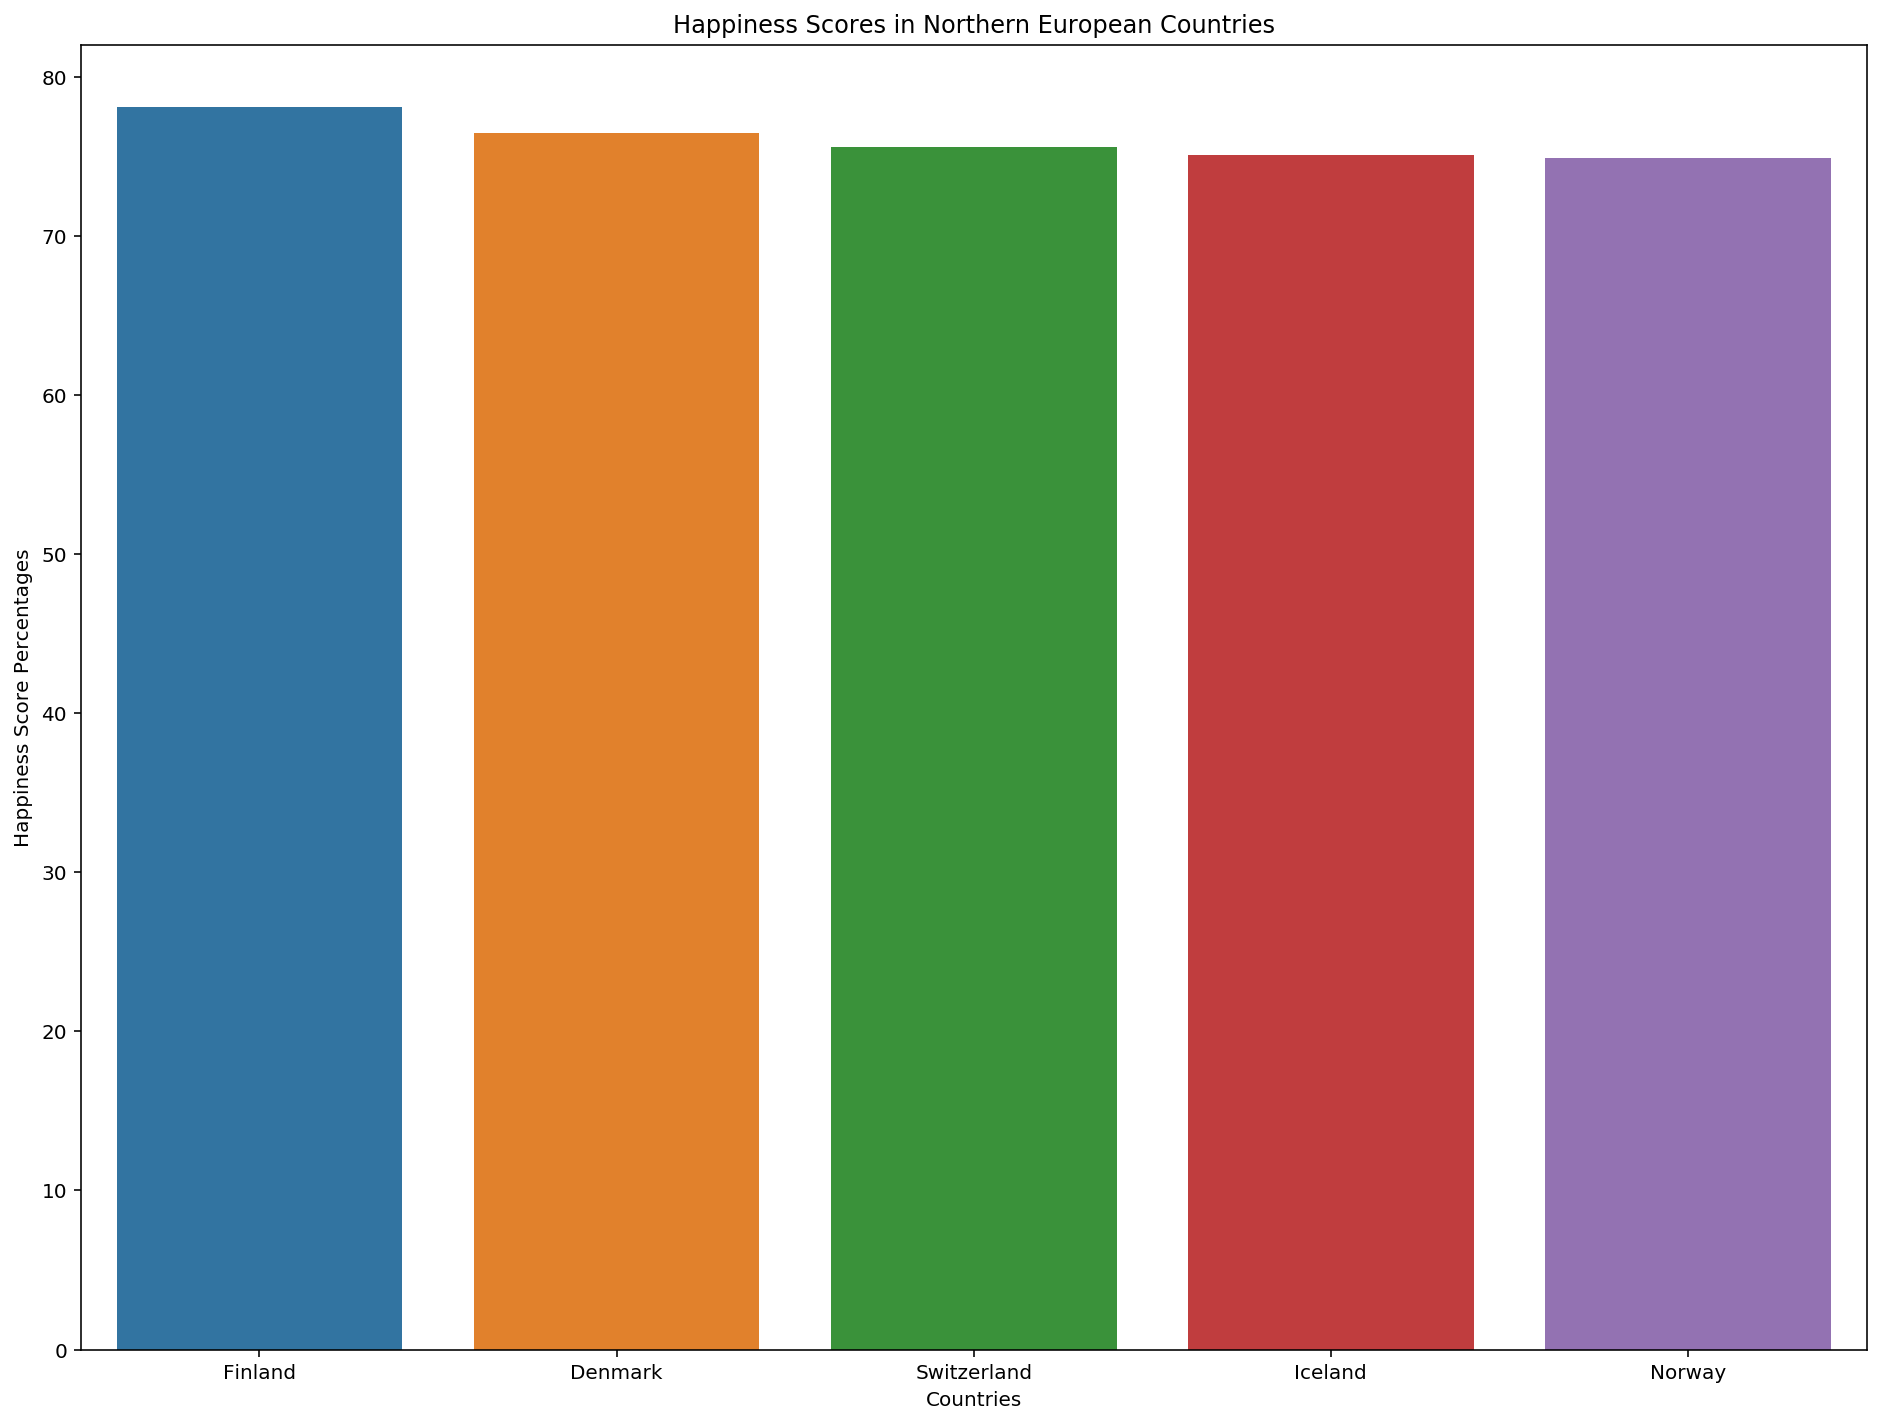 Happiness Scores in Northern European Countries
80
70
60
50
40
30
20
10
0
Happiness Score Percentages
Finland Denmark Switzerland Iceland Norway
Countries